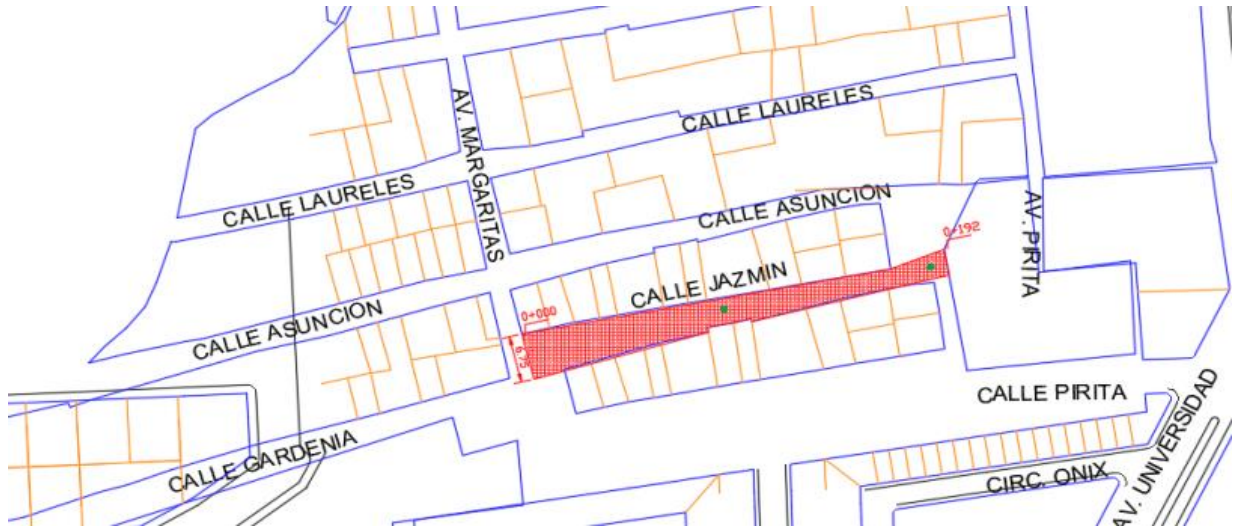 AV. MARGARITAS
CALLE LAURELES
CALLE LAURELES
CALLE ASUNCION
AV. PIRITA
0+192
CALLE JAZMIN
0+000
CALLE ASUNCION
6.75
CALLE PIRITA
CALLE GARDENIA
CIRC. ONIX
AV. UNIVERSIDAD